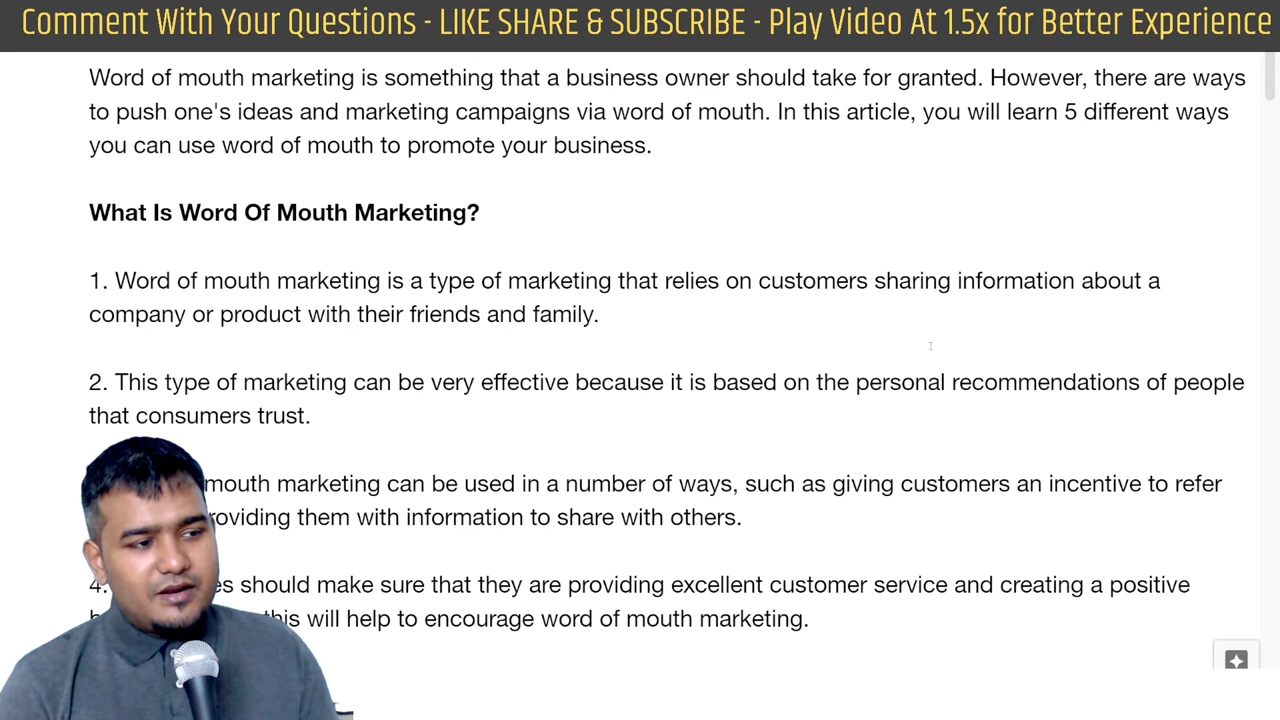 Comment With Your Questions - LIKE SHARE & SUBSCRIBE - Play Video At 1.5x for Better Experience
Word of mouth marketing is something that a business owner should take for granted. However, there are ways
to push one's ideas and marketing campaigns via word of mouth. In this article, you will learn 5 different ways
you can use word of mouth to promote your business.
What Is Word Of Mouth Marketing?
1. Word of mouth marketing is a type of marketing that relies on customers sharing information about a
company or product with their friends and family.
2. This type of marketing can be very effective because it is based on the personal recommendations of people
that consumers trust.
mouth marketing can be used in a number of ways, such as giving customers an incentive to refer
them with information to share with others.
4. should make sure that they are providing excellent customer service and creating a positive
this will help to encourage word of mouth marketing.